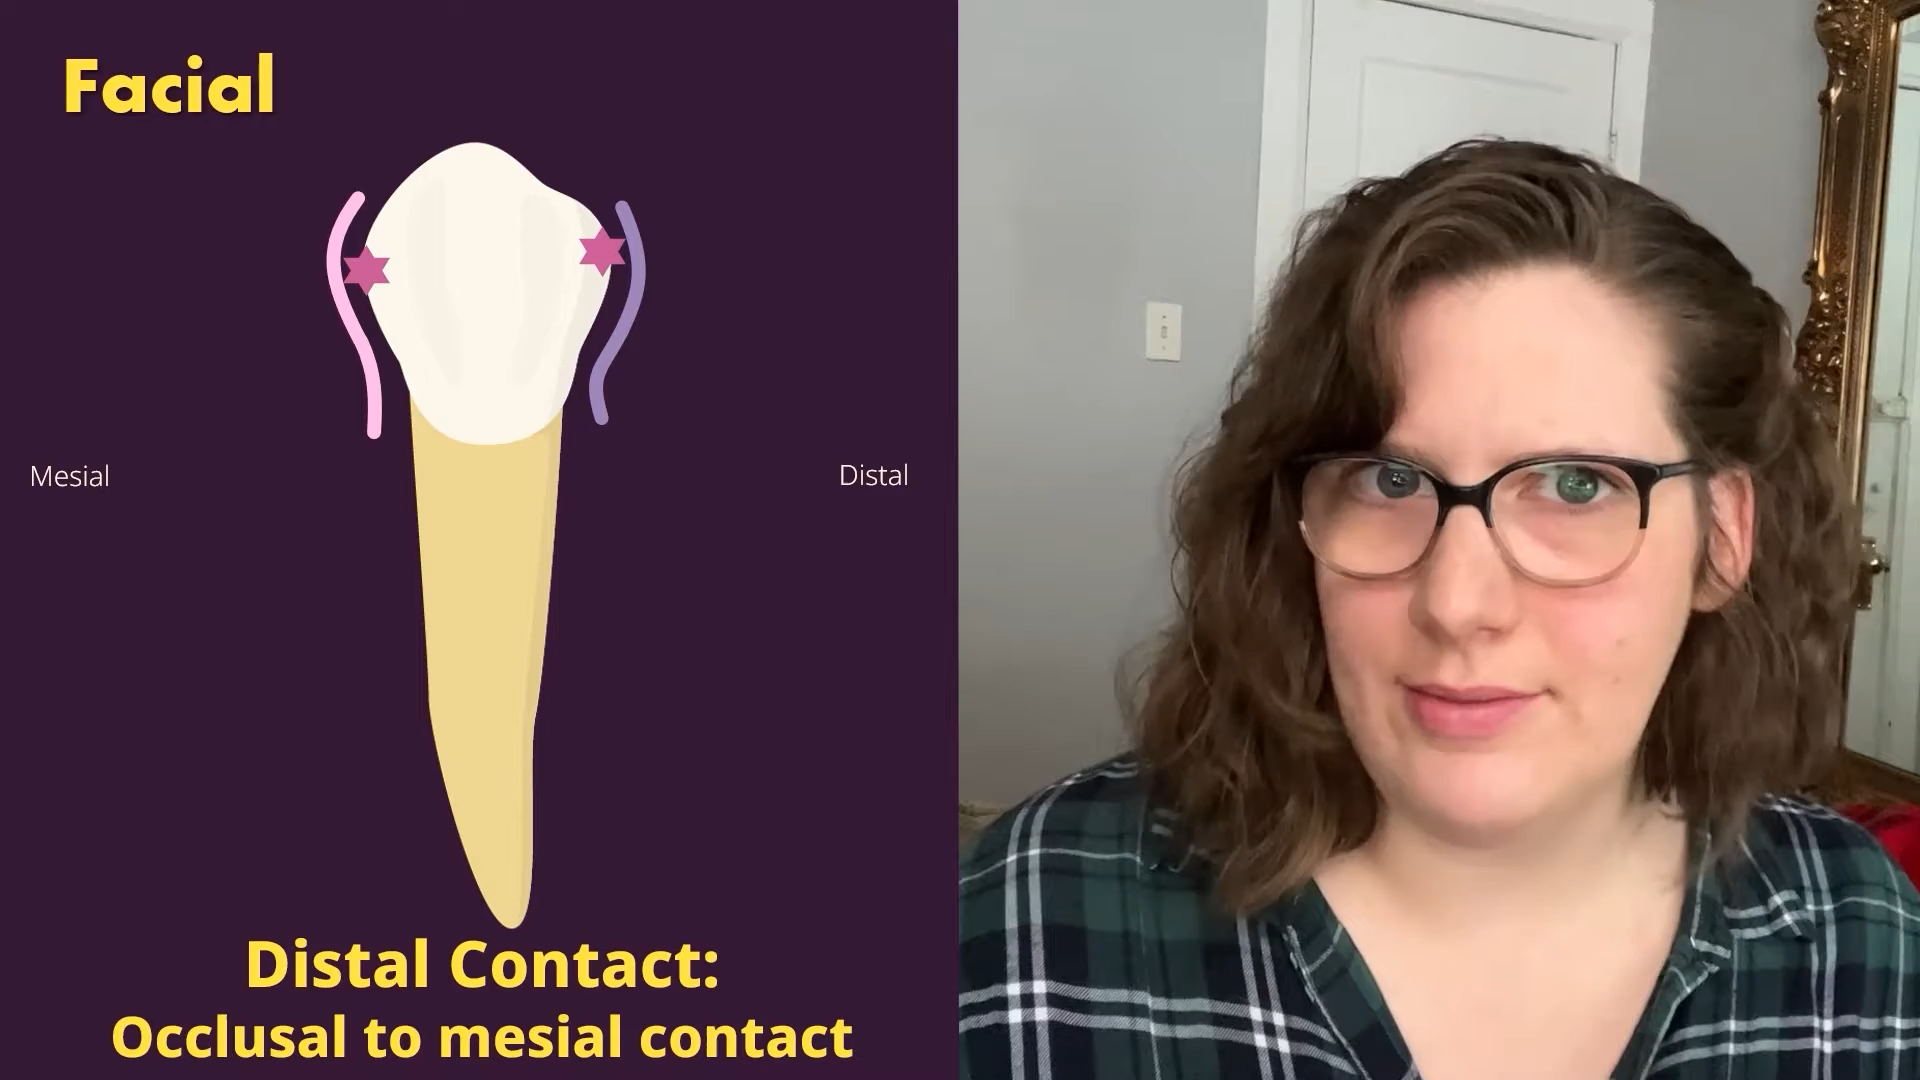 Facial
Mesial
Distal
Distal Contact:
Occlusal to mesial contact